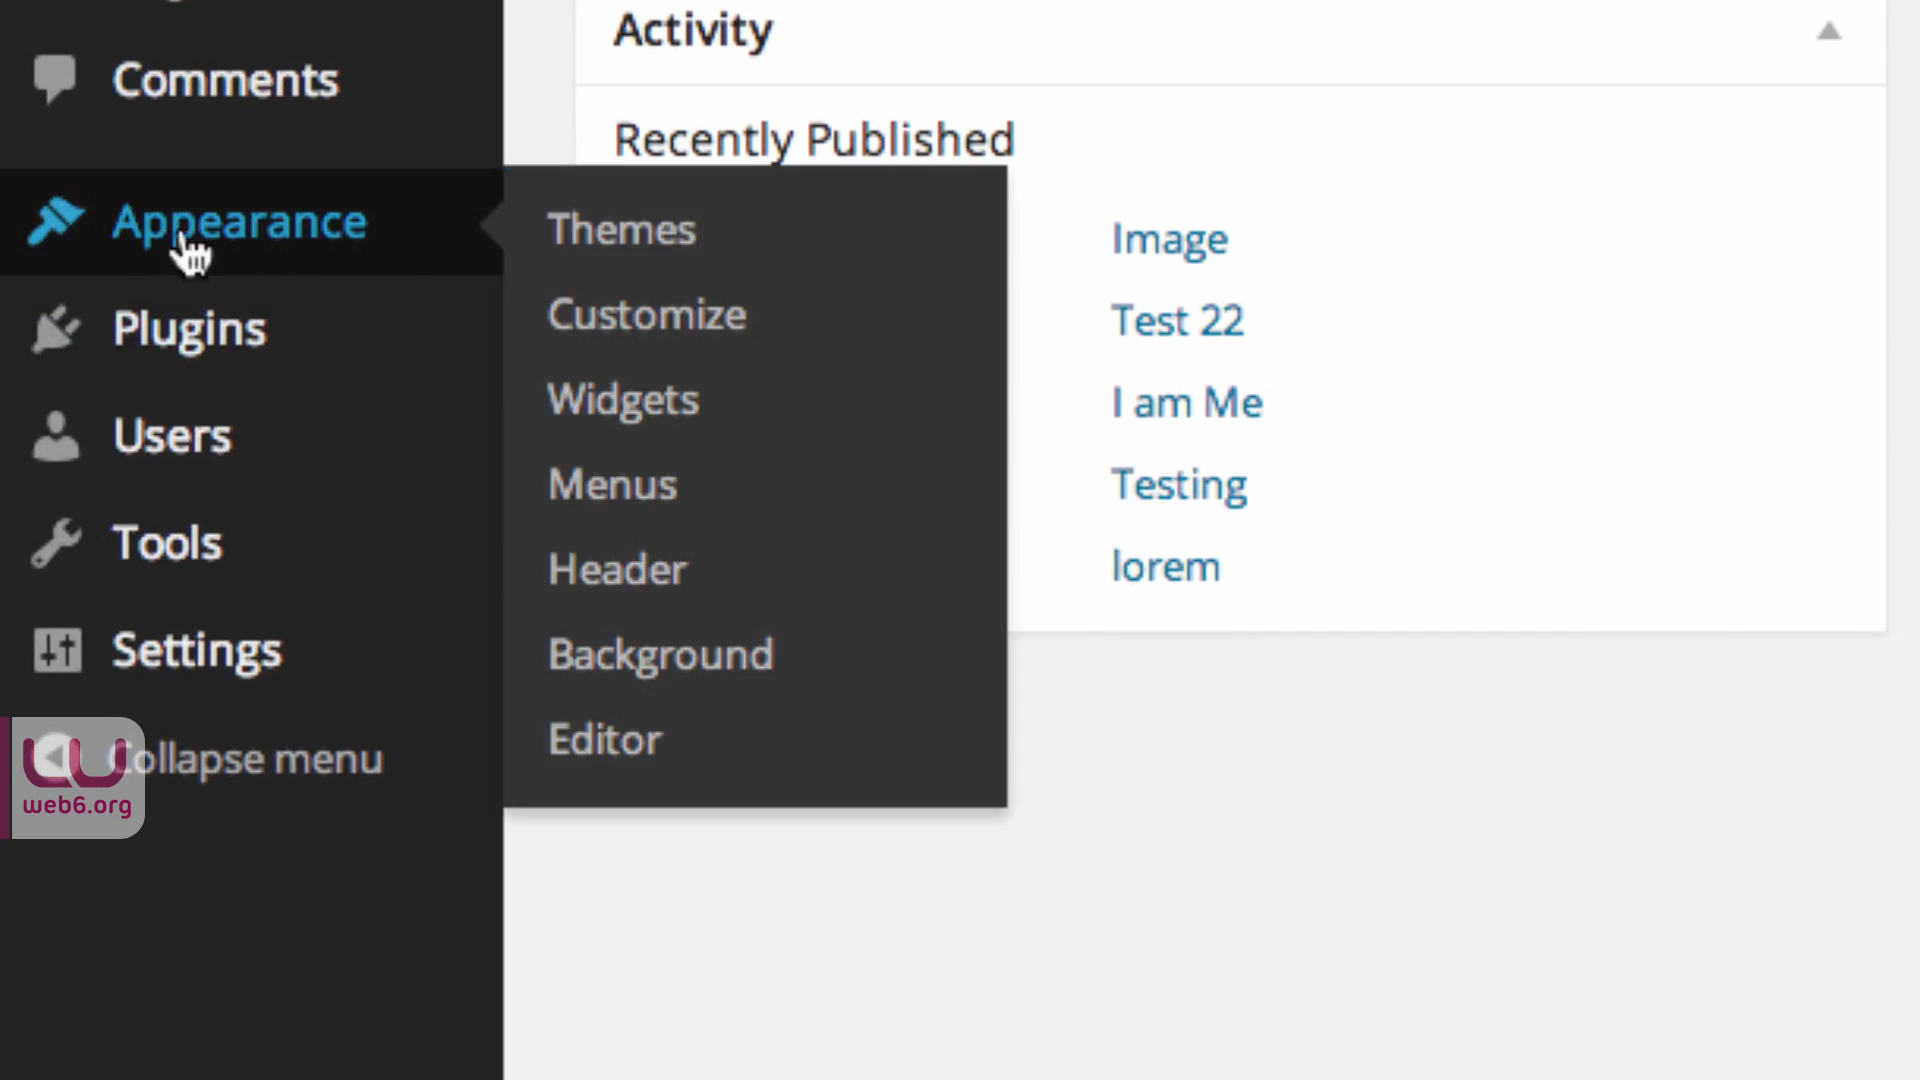 Comments
Appearance
Plugins
Users
Tools
Settings
Collapse menu
web6.org
Themes
Customize
Widgets
Menus
Header
Background
Editor
Activity
Recently Published
Image
Test 22
I am Me
Testing
lorem